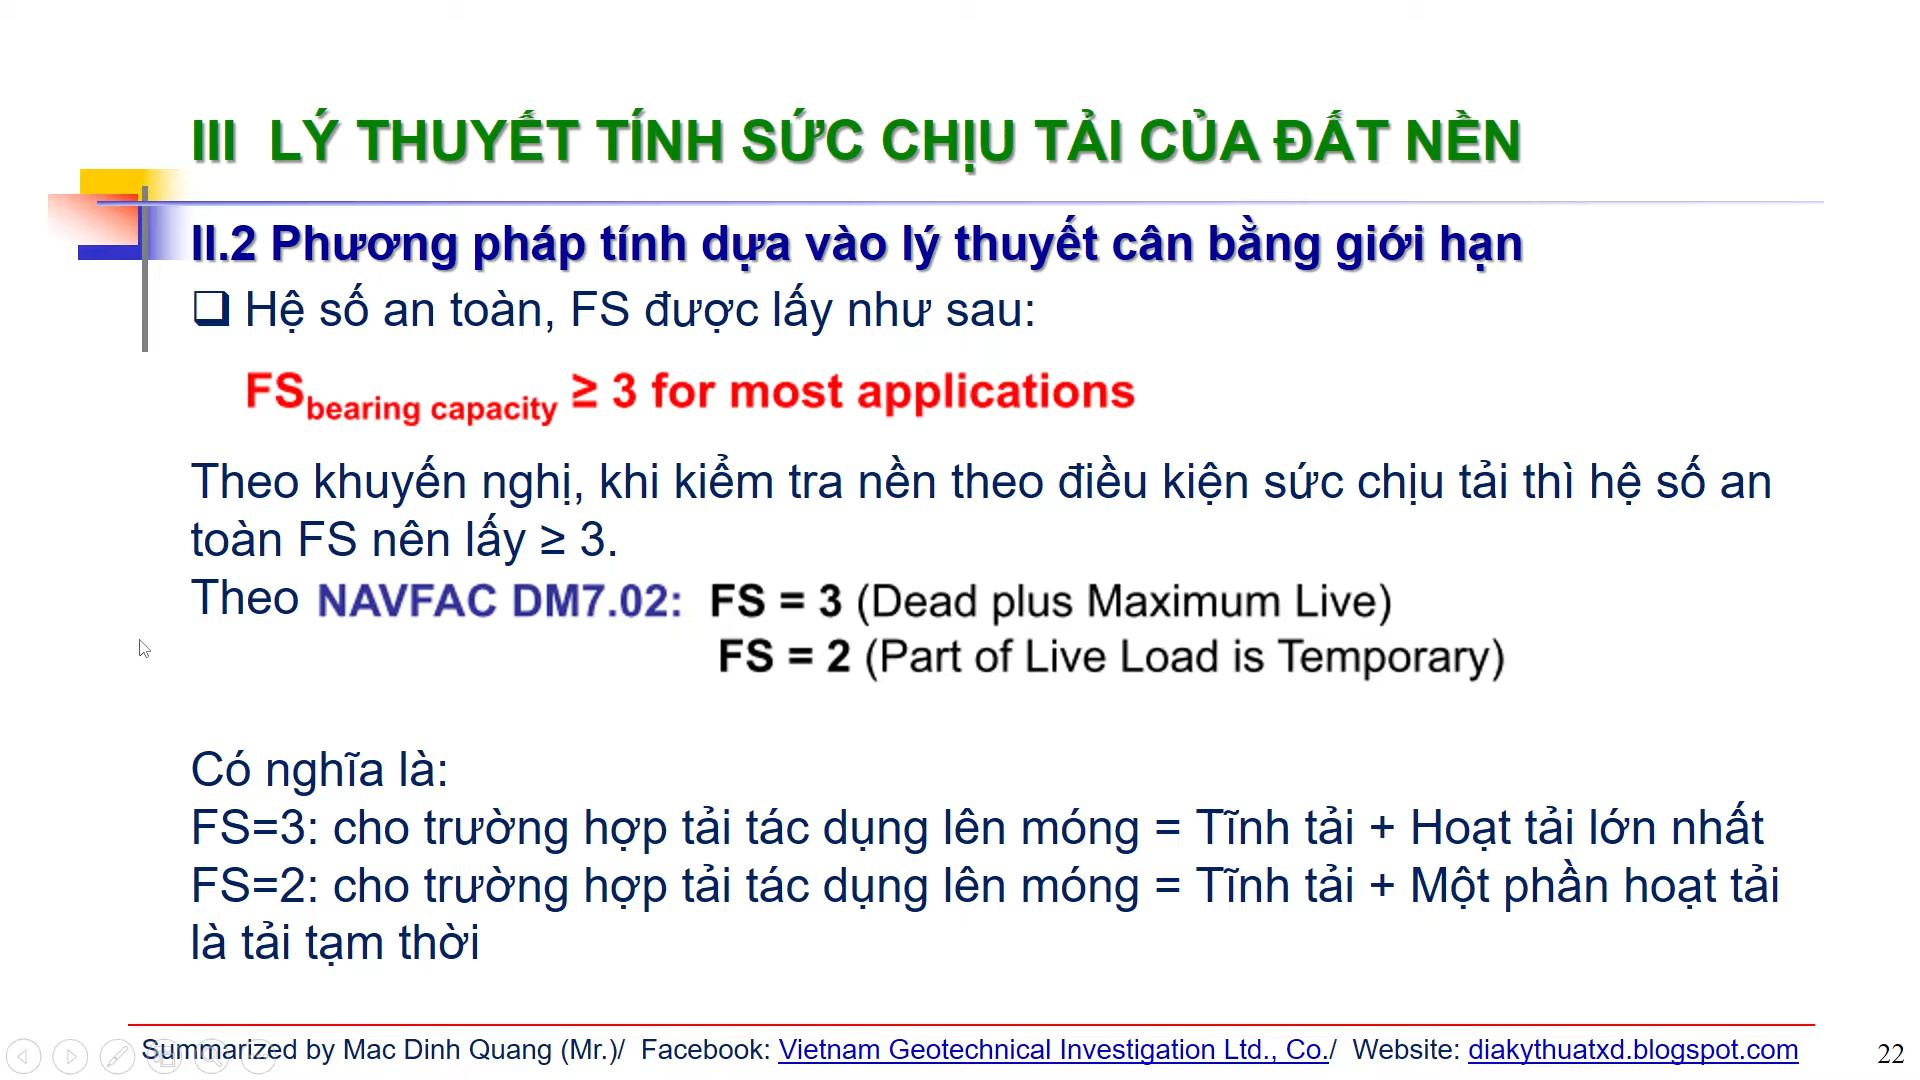 III LÝ THUYẾT TÍNH SỨC CHỊU TẢI CỦA ĐẤT NỀN
II.2 Phương pháp tính dựa vào lý thuyết cân bằng giới hạn
❑ Hệ số an toàn, FS được lấy như sau:
FSbearing capacity ≥ 3 for most applications
Theo khuyến nghị, khi kiểm tra nền theo điều kiện sức chịu tải thì hệ số an
toàn FS nên lấy ≥ 3.
Theo NAVFAC DM7.02: FS = 3 (Dead plus Maximum Live)
FS = 2 (Part of Live Load is Temporary)
Có nghĩa là:
FS=3: cho trường hợp tải tác dụng lên móng = Tĩnh tải + Hoạt tải lớn nhất
FS=2: cho trường hợp tải tác dụng lên móng = Tĩnh tải + Một phần hoạt tải
là tải tạm thời
Summarized by Mac Dinh Quang (Mr.)/ Facebook: Vietnam Geotechnical Investigation Ltd., Co./ Website: diakythuatxd.blogspot.com
22